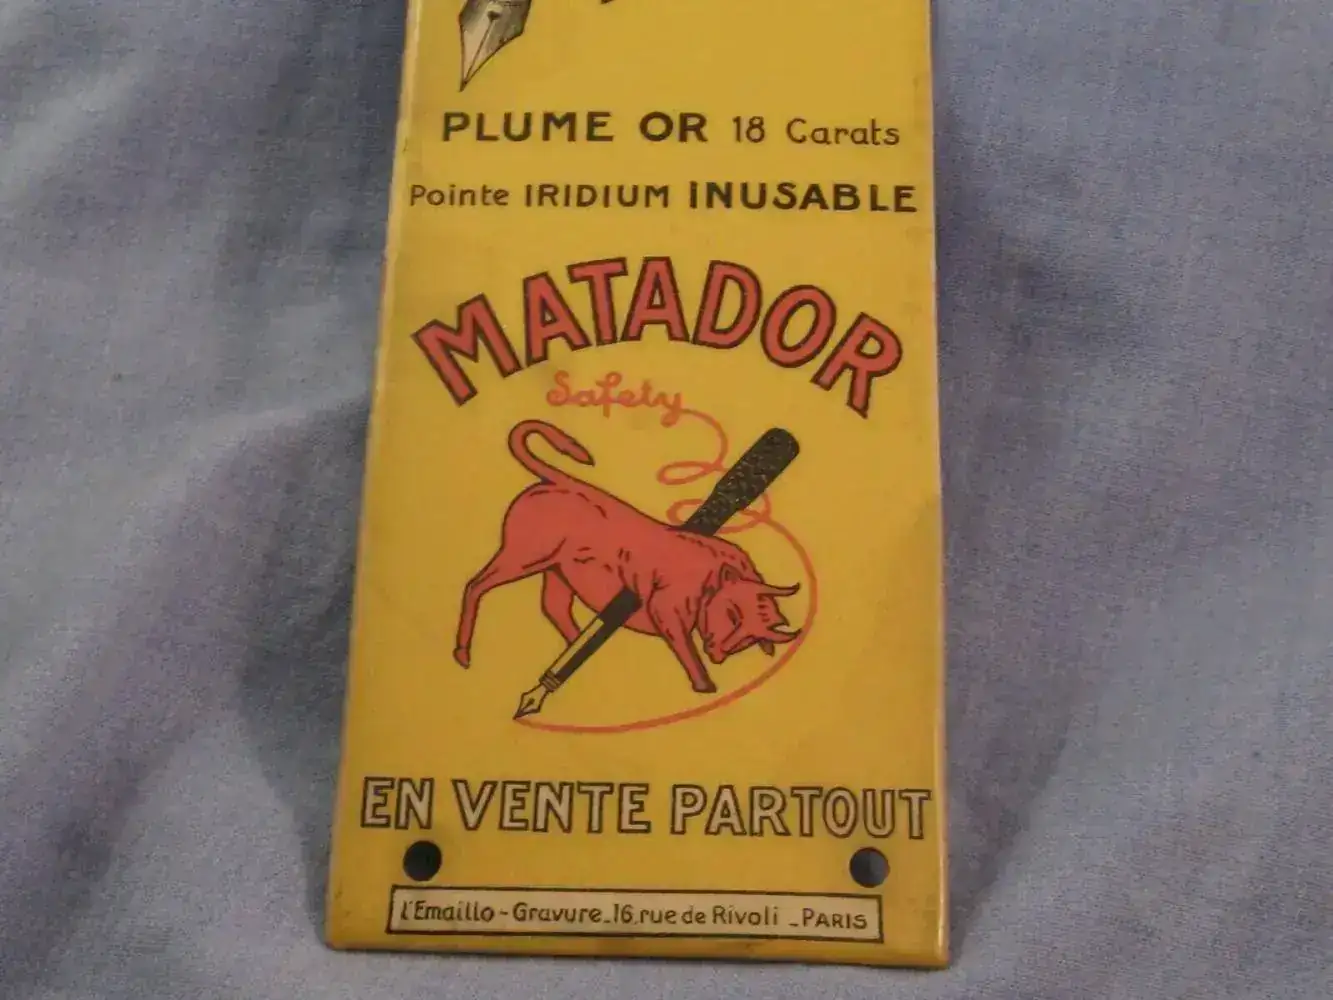 PLUME OR 18 Carats
Pointe IRIDIUM INUSABLE
MATADOR
Safety
EN VENTE PARTOUT
L'Emaillo-Gravure_16.rue de Rivoli _PARIS